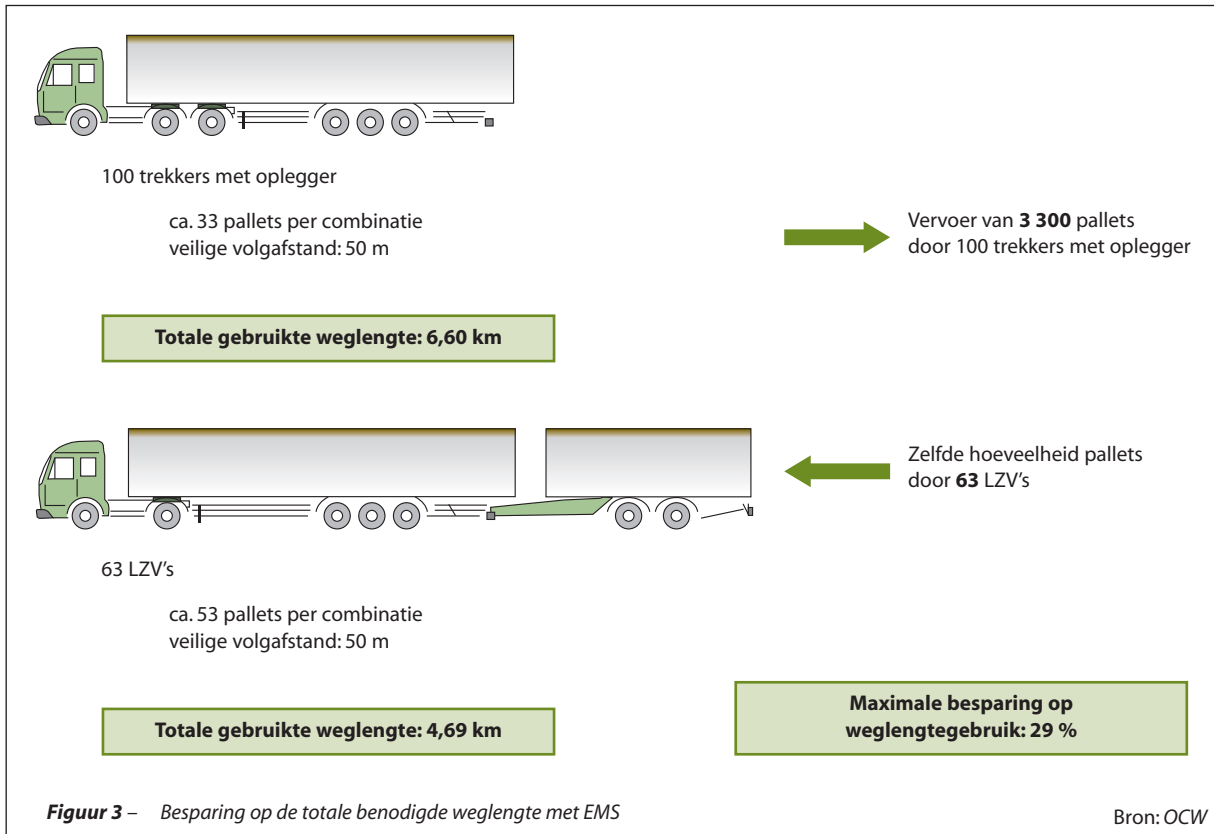 100 trekkers met oplegger
ca. 33 pallets per combinatie
veilige volgafstand: 50 m
Vervoer van 3 300 pallets
door 100 trekkers met oplegger
Totale gebruikte weglengte: 6,60 km
Zelfde hoeveelheid pallets
door 63 LZV's
63 LZV's
ca. 53 pallets per combinatie
veilige volgafstand: 50 m
Totale gebruikte weglengte: 4,69 km
Maximale besparing op
weglengtegebruik: 29 %
Figuur 3 – Besparing op de totale benodigde weglengte met EMS
Bron: OCW